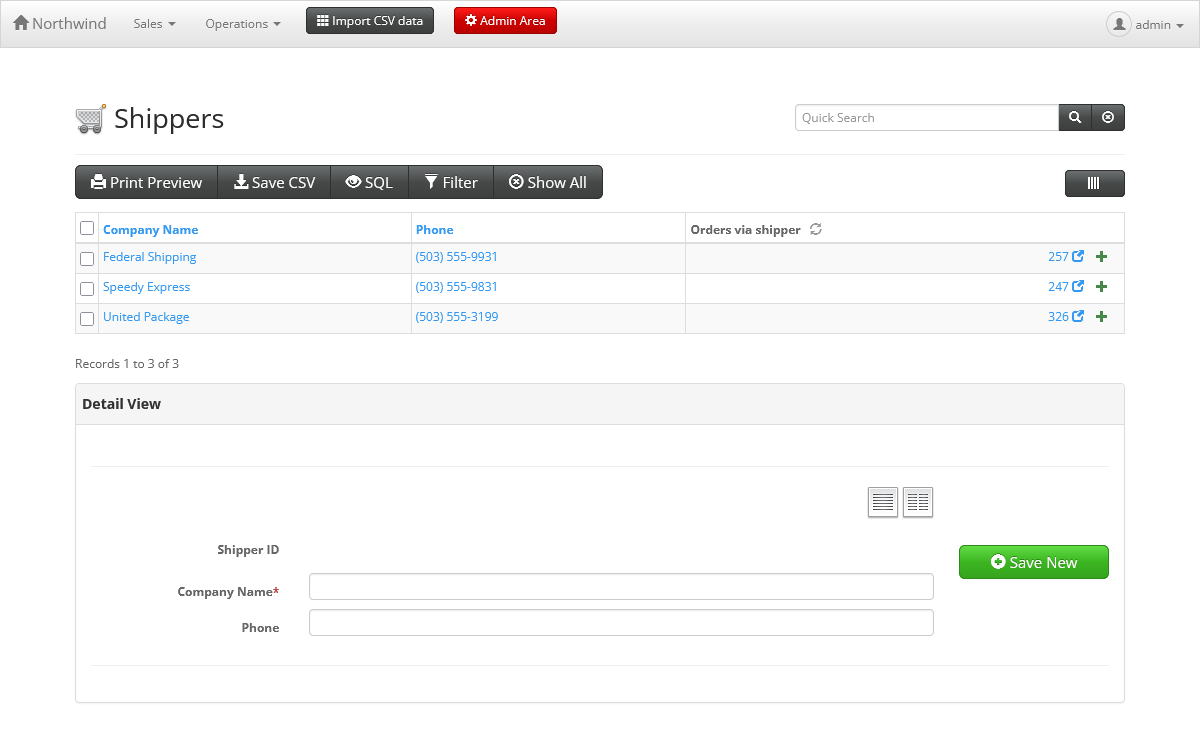 Northwind Sales Operations Import CSV data Admin Area admin
Shippers Quick Search
Print Preview Save CSV SQL Filter Show All
Company Name Phone Orders via shipper
Federal Shipping (503) 555-9931 257
Speedy Express (503) 555-9831 247
United Package (503) 555-3199 326
Records 1 to 3 of 3
Detail View
Shipper ID
Save New
Company Name*
Phone